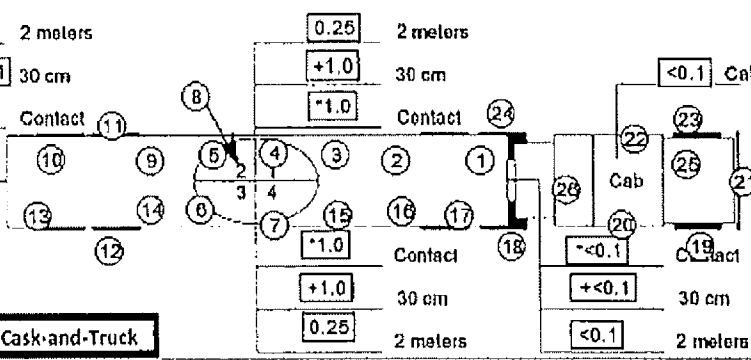 2 meters 0.25 2 meters
30 cm +1.0 30 cm <0.1
Contact *1.0 Contact
8 11 24 23
10 9 5 4 3 2 1 22 25
2 1
3 4
Cab 26 21
13 14 6 7 15 16 17 20
12 18 19
*1.0 Contact *<0.1 Contact
+1.0 30 cm +<0.1 30 cm
0.25 2 meters <0.1 2 meters
Cask-and-Truck